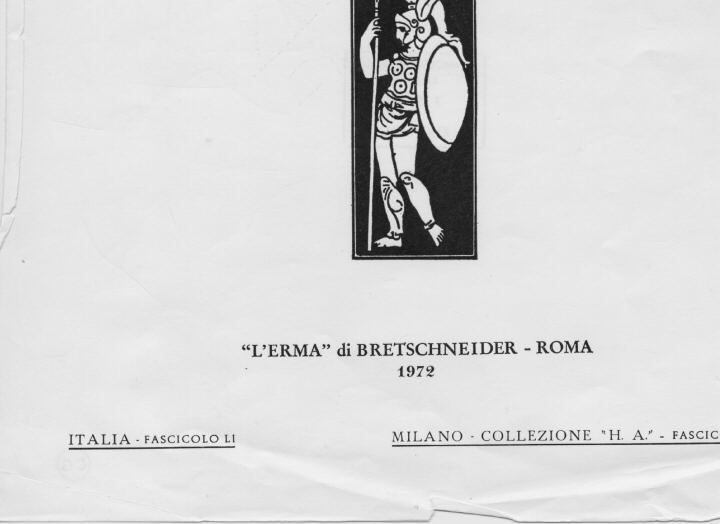 “L’ERMA” di BRETSCHNEIDER - ROMA
1972
ITALIA - FASCICOLO LI
MILANO - COLLEZIONE "H. A." -